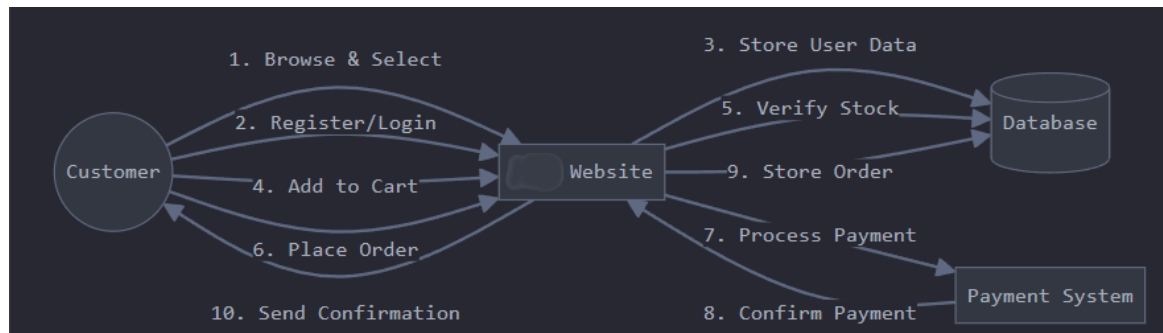 1. Browse & Select
2. Register/Login
4. Add to Cart
6. Place Order
10. Send Confirmation
Customer
Website
3. Store User Data
5. Verify Stock
9. Store Order
7. Process Payment
8. Confirm Payment
Database
Payment System